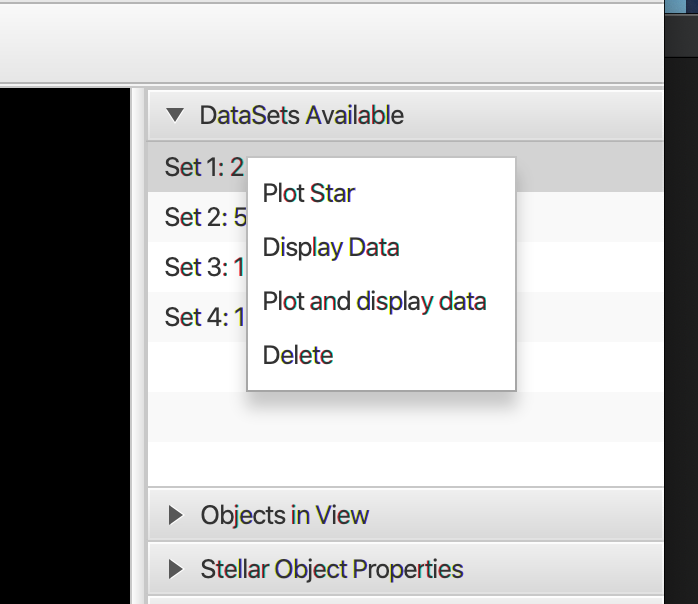 DataSets Available
Set 1: 2
Set 2: 5
Set 3: 1
Set 4: 1
Plot Star
Display Data
Plot and display data
Delete
Objects in View
Stellar Object Properties